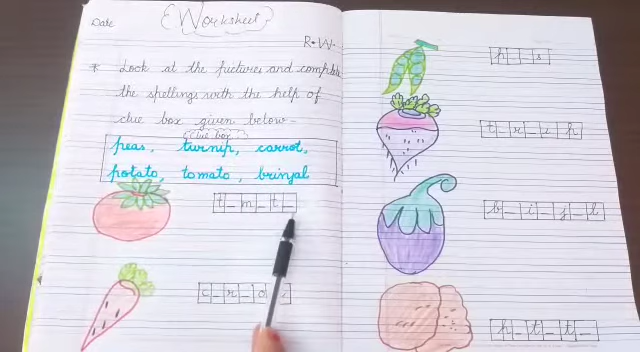 Date
Worksheet
R.W.
* Look at the pictures and complete
the spellings with the help of
clue box given below -
clue box
peas, turnip, carrot,
potato, tomato, brinjal
t _ m _ t _
c _ r _ o
p _ _ s
t _ r _ i p
b _ i _ j _ l
p _ t _ t _